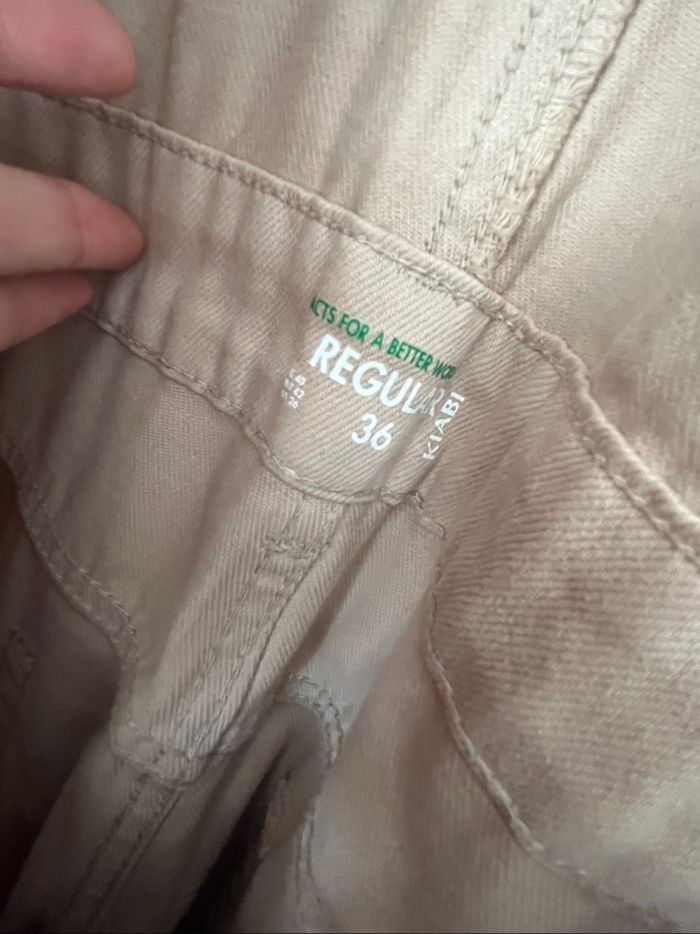 ACTS FOR A BETTER WO
REGULAR
36
KIABI